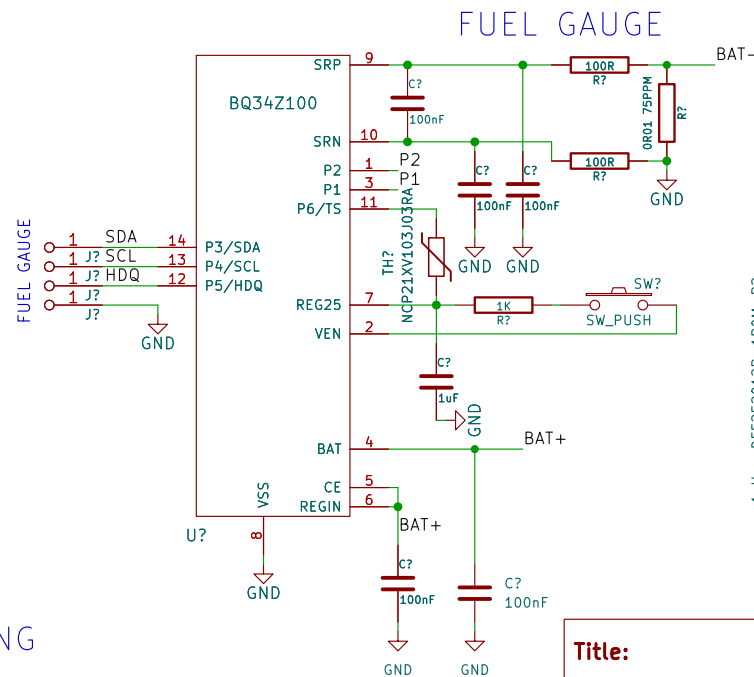 FUEL GAUGE
BAT-
SRP
9
C?
100nF
100R
R?
0R01 75PPM
R?
BQ34Z100
SRN
10
P2
1
P2
P1
3
P1
P6/TS
11
C?
100nF
C?
100nF
100R
R?
GND
FUEL GAUGE
1
SDA
14
P3/SDA
J?
1
SCL
13
P4/SCL
J?
1
HDQ
12
P5/HDQ
J?
1
J?
GND
TH?
NCP21XV103J03RA
GND
GND
REG25
7
1K
R?
SW?
SW_PUSH
VEN
2
C?
1uF
GND
BAT
4
BAT+
CE
5
REGIN
6
BAT+
VSS
8
U?
GND
C?
100nF
C?
100nF
GND
GND
NG
Title: